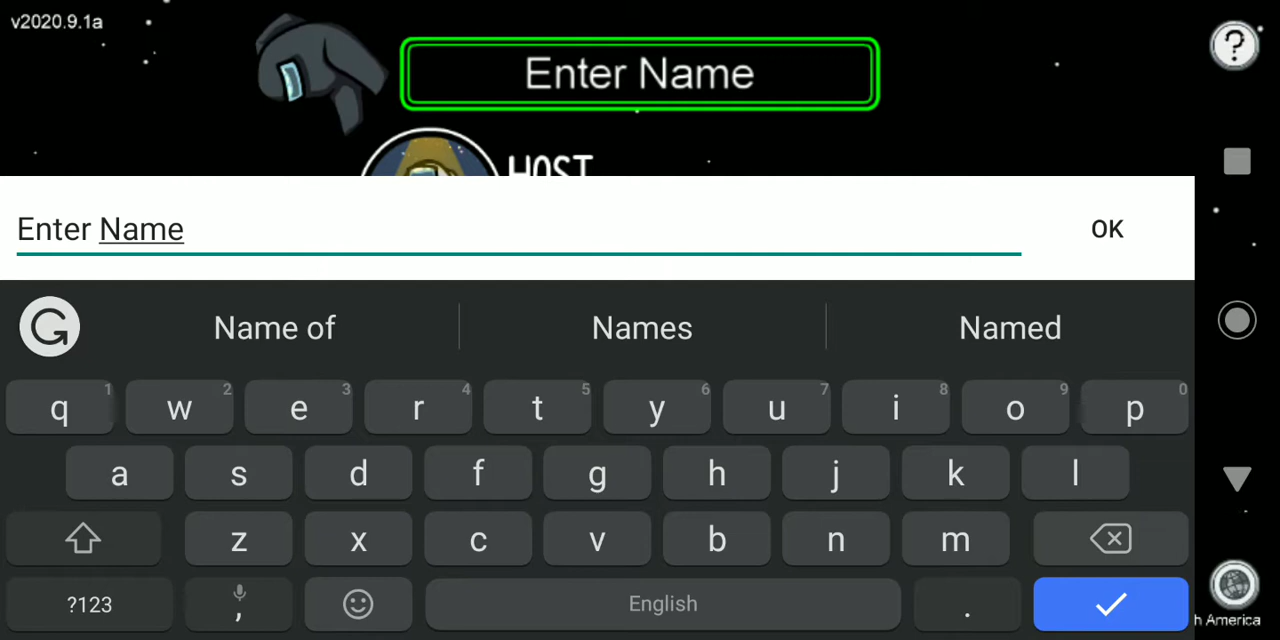 v2020.9.1a
Enter Name
?
HOST
Enter Name
OK
G
Name of
Names
Named
q 1 w 2 e 3 r 4 t 5 y 6 u 7 i 8 o 9 p 0
a s d f g h j k l
z x c v b n m
?123 , English .
h America